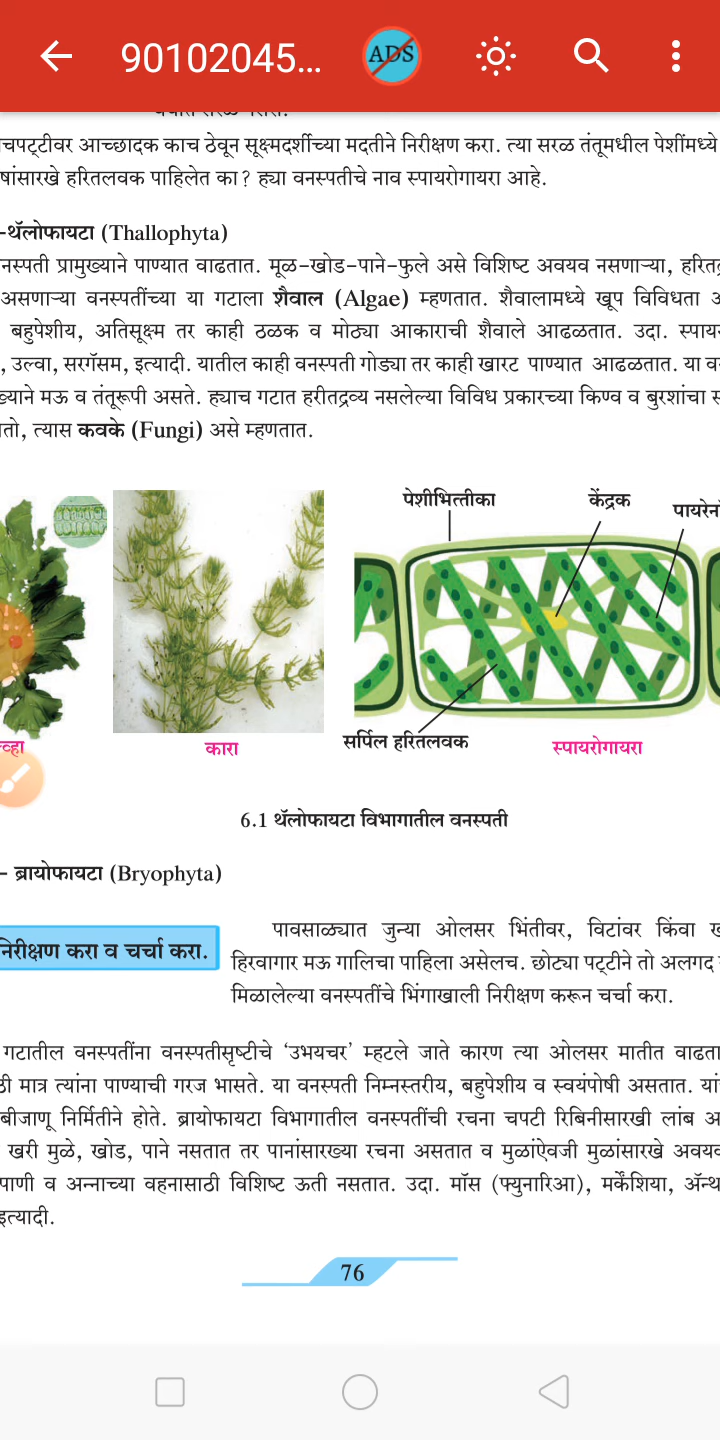 90102045...
ADS
चपट्टीवर आच्छादक काच ठेवून सूक्ष्मदर्शीच्या मदतीने निरीक्षण करा. त्या सरळ तंतूमधील पेशींमध्ये
षांसारखे हरितलवक पाहिलेत का? ह्या वनस्पतीचे नाव स्पायरोगायरा आहे.
-थॅलोफायटा (Thallophyta)
नस्पती प्रामुख्याने पाण्यात वाढतात. मूळ-खोड-पाने-फुले असे विशिष्ट अवयव नसणाऱ्या, हरितद्र
असणाऱ्या वनस्पतींच्या या गटाला शैवाल (Algae) म्हणतात. शैवालामध्ये खूप विविधता अ
बहुपेशीय, अतिसूक्ष्म तर काही ठळक व मोठ्या आकाराची शैवाले आढळतात. उदा. स्पाय
, उल्वा, सरगॅसम, इत्यादी. यातील काही वनस्पती गोड्या तर काही खारट पाण्यात आढळतात. या व
ख्याने मऊ व तंतूरूपी असते. ह्याच गटात हरीतद्रव्य नसलेल्या विविध प्रकारच्या किण्व व बुरशांचा स
तो, त्यास कवके (Fungi) असे म्हणतात.
पेशीभित्तीका
केंद्रक
पायरेन
सर्पिल हरितलवक
व्हा
कारा
स्पायरोगायरा
6.1 थॅलोफायटा विभागातील वनस्पती
- ब्रायोफायटा (Bryophyta)
निरीक्षण करा व चर्चा करा.
पावसाळ्यात जुन्या ओलसर भिंतीवर, विटांवर किंवा ख
हिरवागार मऊ गालिचा पाहिला असेलच. छोट्या पट्टीने तो अलगद
मिळालेल्या वनस्पतींचे भिंगाखाली निरीक्षण करून चर्चा करा.
गटातील वनस्पतींना वनस्पतीसृष्टीचे ‘उभयचर’ म्हटले जाते कारण त्या ओलसर मातीत वाढता
ठी मात्र त्यांना पाण्याची गरज भासते. या वनस्पती निम्नस्तरीय, बहुपेशीय व स्वयंपोषी असतात. यां
बीजाणू निर्मितीने होते. ब्रायोफायटा विभागातील वनस्पतींची रचना चपटी रिबिनीसारखी लांब अ
खरी मुळे, खोड, पाने नसतात तर पानांसारख्या रचना असतात व मुळांऐवजी मुळांसारखे अवयव
पाणी व अन्नाच्या वहनासाठी विशिष्ट ऊती नसतात. उदा. मॉस (फ्युनारिआ), मर्केंशिया, ॲन्थ
इत्यादी.
76